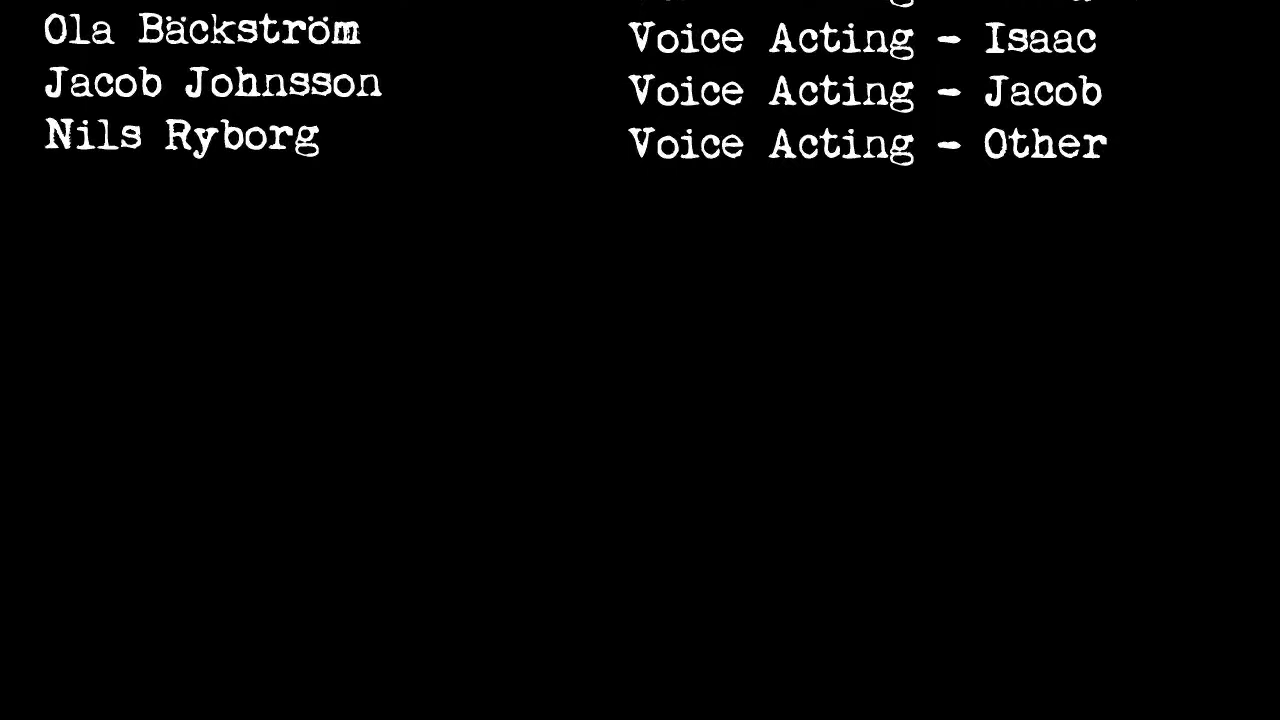 Ola Bäckström Voice Acting - Isaac
Jacob Johnsson Voice Acting - Jacob
Nils Ryborg Voice Acting - Other